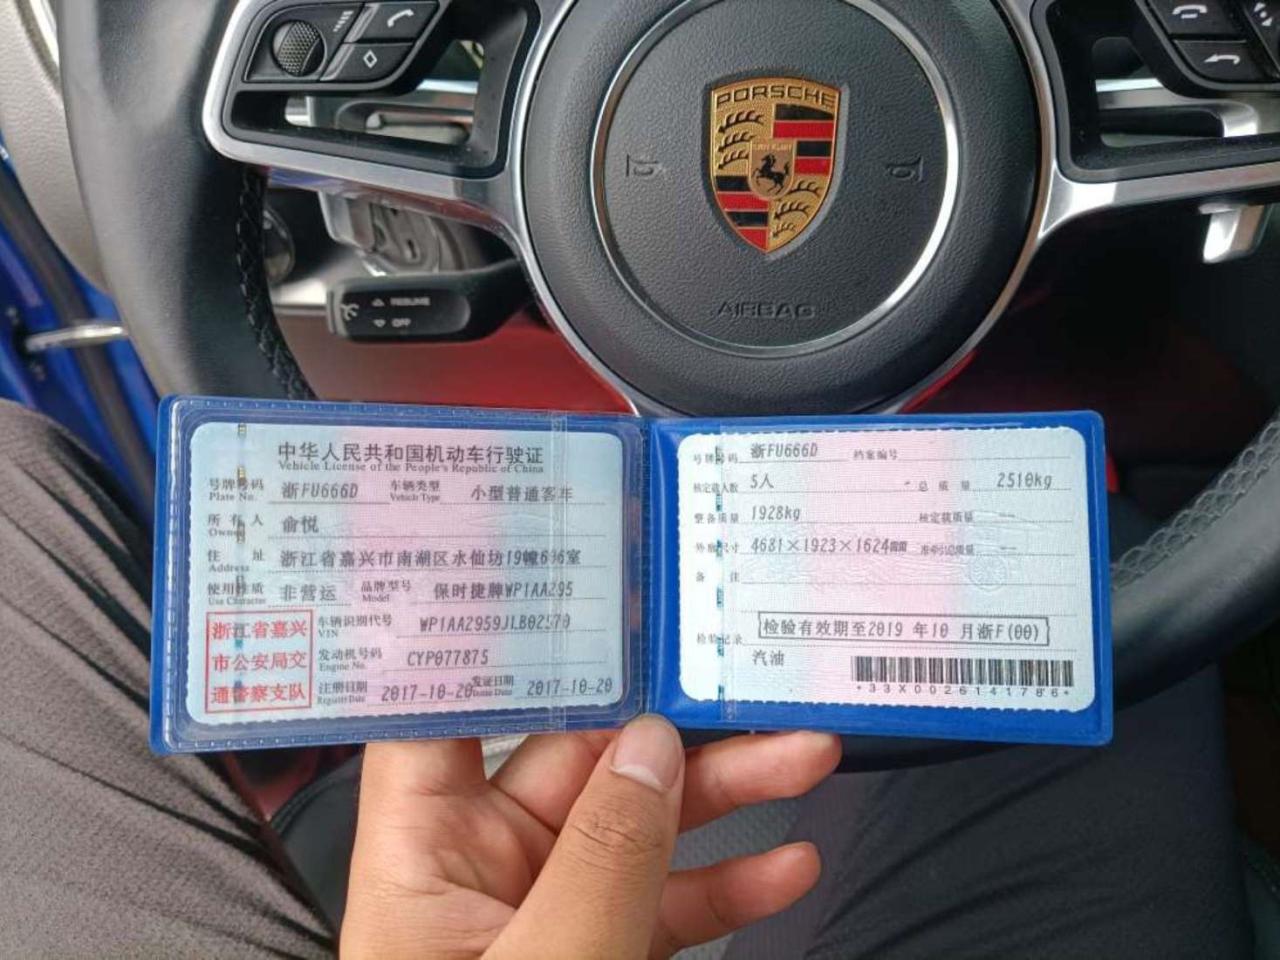 PORSCHE
AIRBAG
RESUME
OFF
中华人民共和国机动车行驶证
Vehicle License of the People's Republic of China
号牌号码 浙FU666D 车辆类型 小型普通客车
Plate No. Vehicle Type
所有人 俞悦
Owner
住址 浙江省嘉兴市南湖区水仙坊19幢606室
Address
使用性质 非营运 品牌型号 保时捷牌WP1AA295
Use Character Model
浙江省嘉兴 车辆识别代号 WP1AA2959JLB02570
VIN
市公安局交 发动机号码 CYP077875
Engine No.
通警察支队 注册日期 2017-10-20 发证日期 2017-10-20
Register Date Issue Date
号牌号码 浙FU666D 档案编号
核定载人数 5人 总质量 2510kg
整备质量 1928kg 核定载质量 --
外廓尺寸 4681×1923×1624mm 准牵引总质量 --
备注
检验记录 检验有效期至2019年10月浙F(00)
汽油
*33X0026141786*